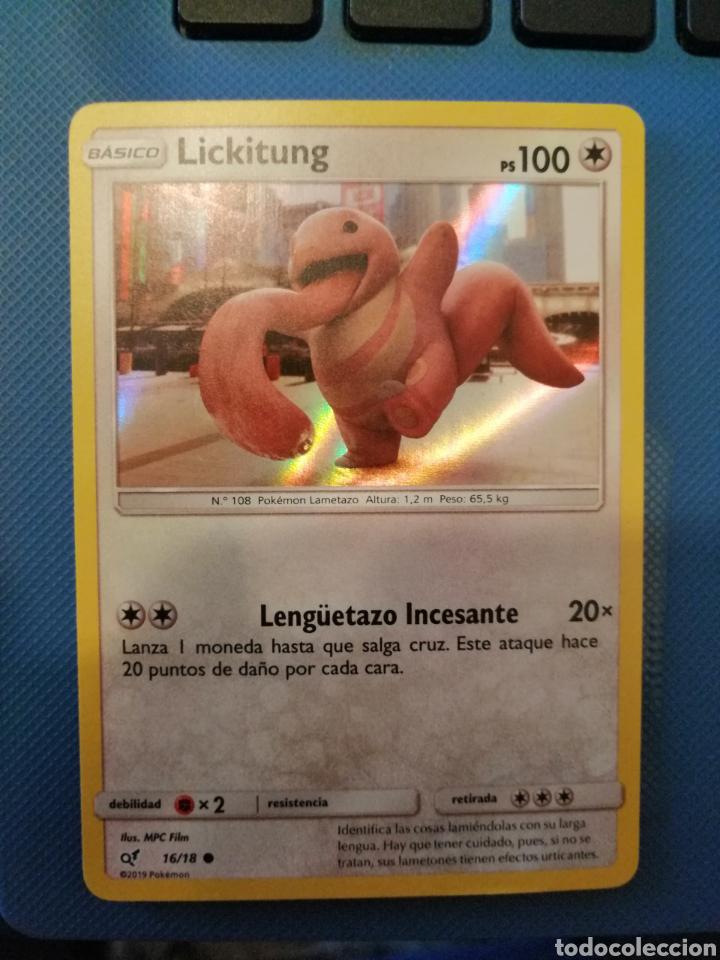 BÁSICO Lickitung PS 100
N.º 108 Pokémon Lametazo Altura: 1,2 m Peso: 65,5 kg
Lengüetazo Incesante 20×
Lanza 1 moneda hasta que salga cruz. Este ataque hace
20 puntos de daño por cada cara.
debilidad × 2 resistencia retirada
Ilus. MPC Film
16/18
©2019 Pokémon
Identifica las cosas lamiéndolas con su larga
lengua. Hay que tener cuidado, pues, si no se
tratan, sus lametones tienen efectos urticantes.
todocoleccion